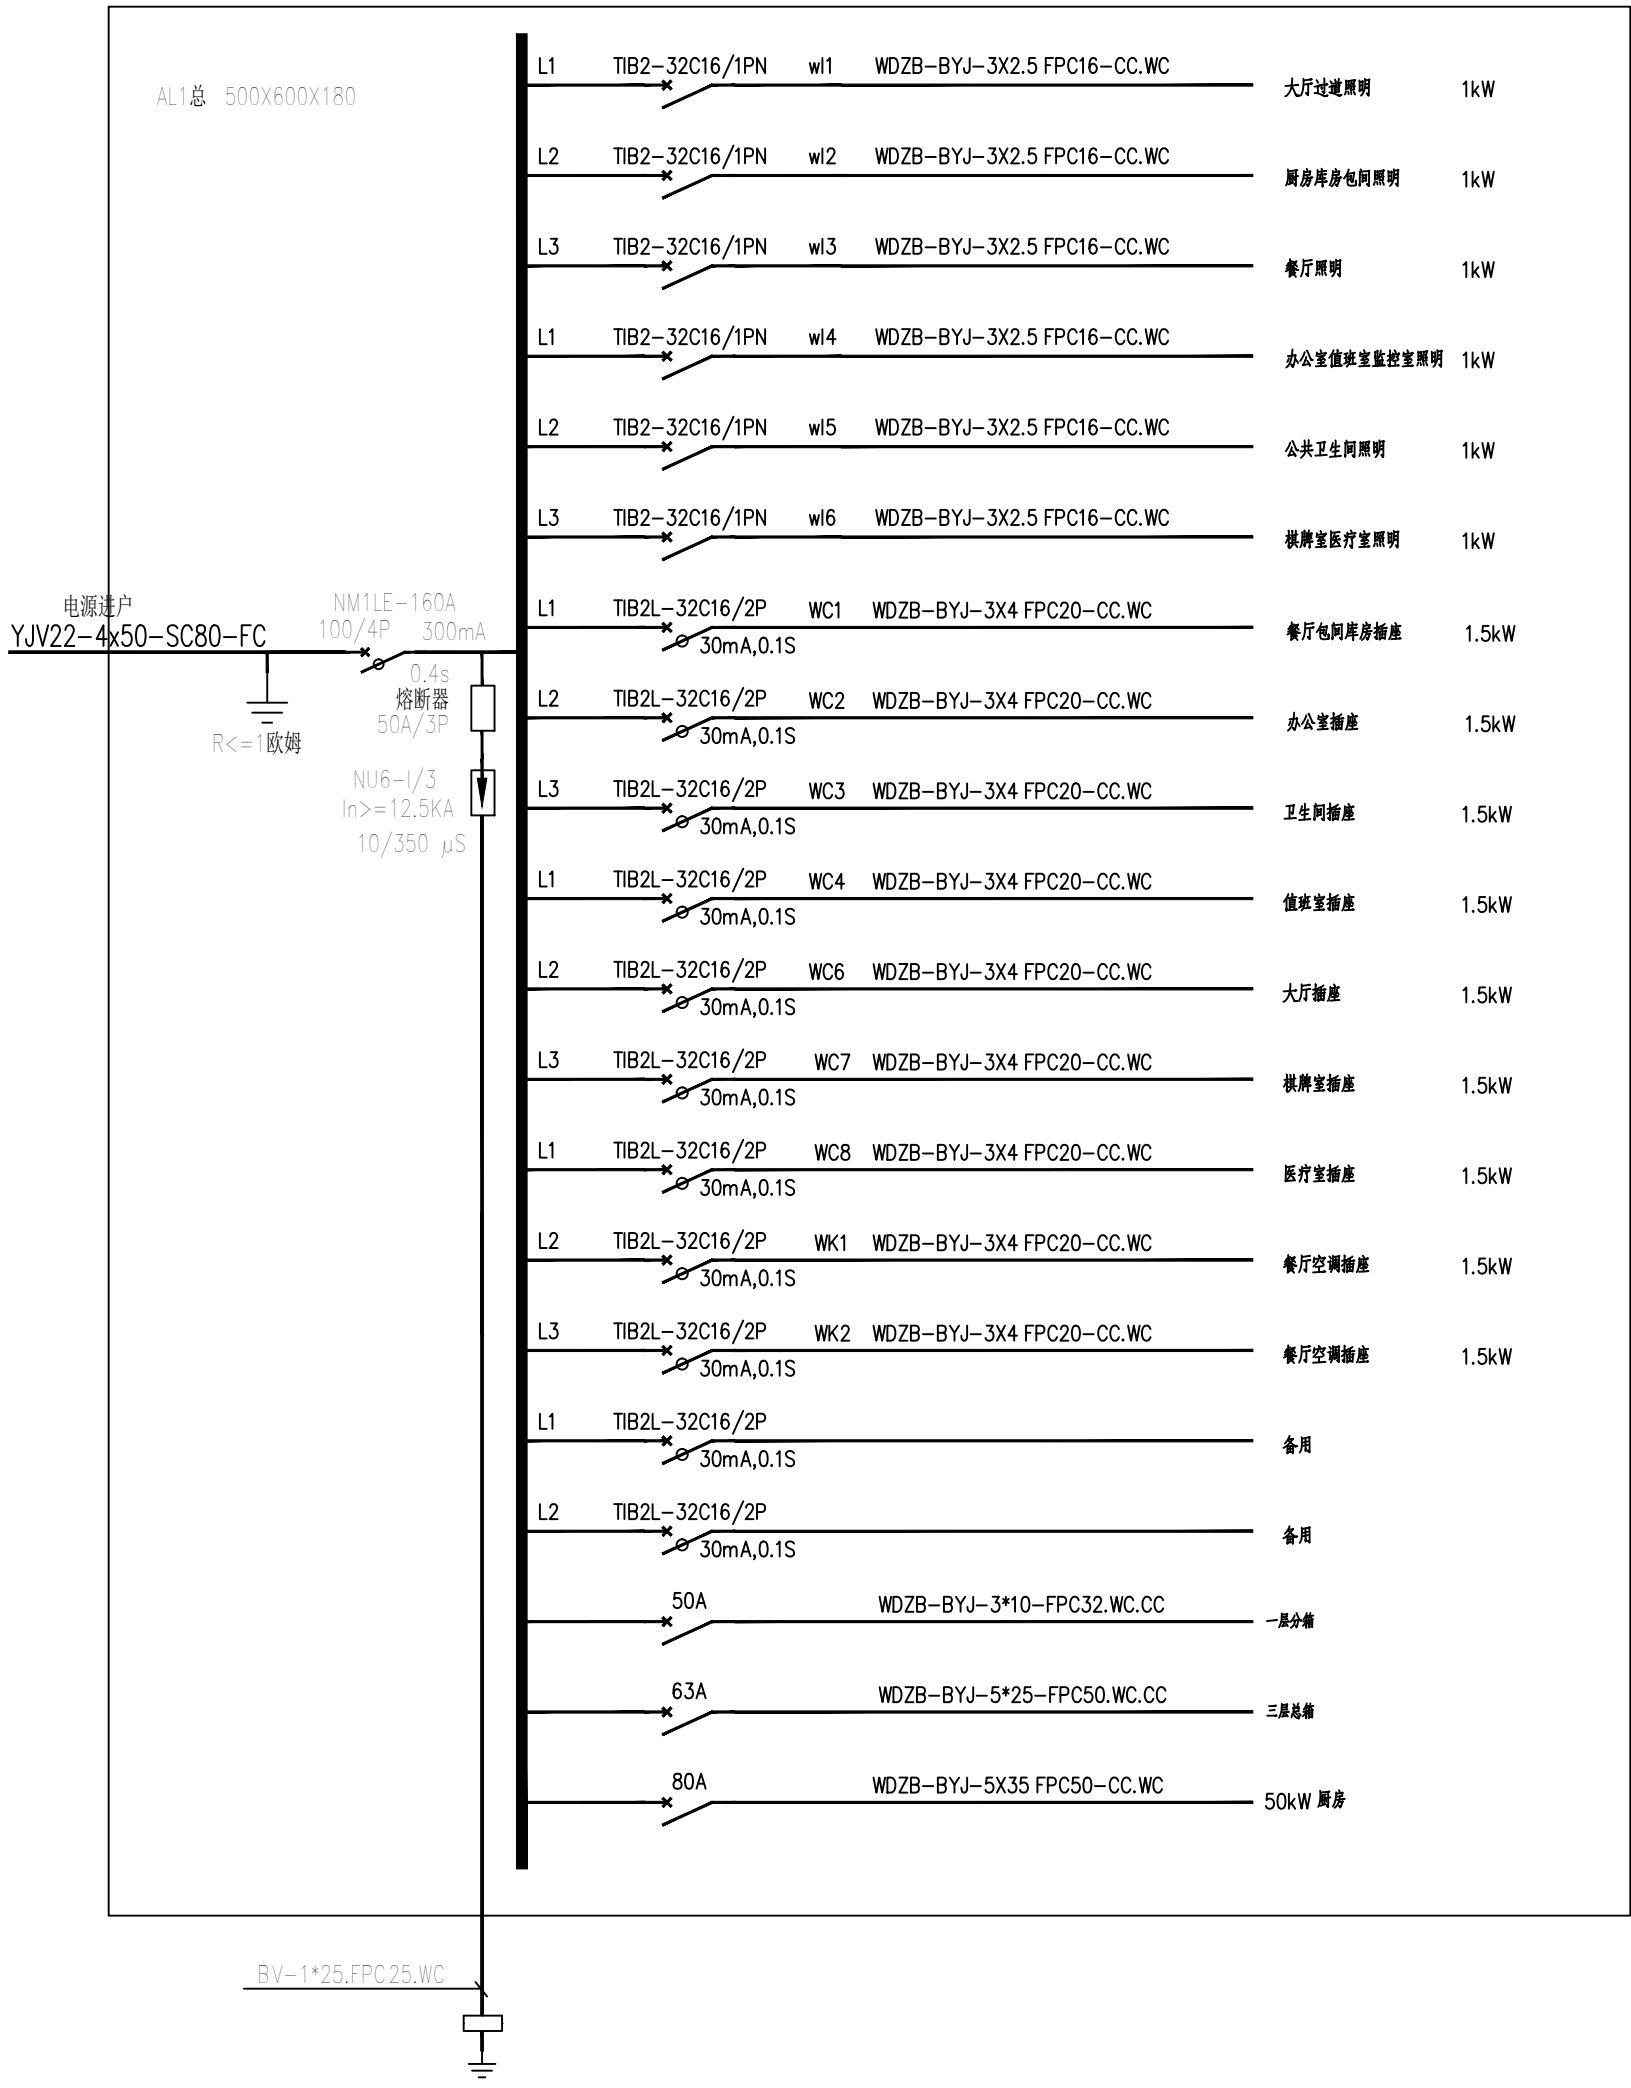 AL1总 500X600X180
L1 TIB2-32C16/1PN wl1 WDZB-BYJ-3X2.5 FPC16-CC.WC 大厅过道照明 1kW
L2 TIB2-32C16/1PN wl2 WDZB-BYJ-3X2.5 FPC16-CC.WC 厨房库房包间照明 1kW
L3 TIB2-32C16/1PN wl3 WDZB-BYJ-3X2.5 FPC16-CC.WC 餐厅照明 1kW
L1 TIB2-32C16/1PN wl4 WDZB-BYJ-3X2.5 FPC16-CC.WC 办公室值班室监控室照明 1kW
L2 TIB2-32C16/1PN wl5 WDZB-BYJ-3X2.5 FPC16-CC.WC 公共卫生间照明 1kW
L3 TIB2-32C16/1PN wl6 WDZB-BYJ-3X2.5 FPC16-CC.WC 棋牌室医疗室照明 1kW
电源进户
YJV22-4x50-SC80-FC
NM1LE-160A
100/4P 300mA
0.4s
熔断器
50A/3P
R<=1欧姆
NU6-I/3
In>=12.5KA
10/350 μS
L1 TIB2L-32C16/2P WC1 WDZB-BYJ-3X4 FPC20-CC.WC 餐厅包间库房插座 1.5kW
30mA,0.1S
L2 TIB2L-32C16/2P WC2 WDZB-BYJ-3X4 FPC20-CC.WC 办公室插座 1.5kW
30mA,0.1S
L3 TIB2L-32C16/2P WC3 WDZB-BYJ-3X4 FPC20-CC.WC 卫生间插座 1.5kW
30mA,0.1S
L1 TIB2L-32C16/2P WC4 WDZB-BYJ-3X4 FPC20-CC.WC 值班室插座 1.5kW
30mA,0.1S
L2 TIB2L-32C16/2P WC6 WDZB-BYJ-3X4 FPC20-CC.WC 大厅插座 1.5kW
30mA,0.1S
L3 TIB2L-32C16/2P WC7 WDZB-BYJ-3X4 FPC20-CC.WC 棋牌室插座 1.5kW
30mA,0.1S
L1 TIB2L-32C16/2P WC8 WDZB-BYJ-3X4 FPC20-CC.WC 医疗室插座 1.5kW
30mA,0.1S
L2 TIB2L-32C16/2P WK1 WDZB-BYJ-3X4 FPC20-CC.WC 餐厅空调插座 1.5kW
30mA,0.1S
L3 TIB2L-32C16/2P WK2 WDZB-BYJ-3X4 FPC20-CC.WC 餐厅空调插座 1.5kW
30mA,0.1S
L1 TIB2L-32C16/2P 备用
30mA,0.1S
L2 TIB2L-32C16/2P 备用
30mA,0.1S
50A WDZB-BYJ-3*10-FPC32.WC.CC 一层分箱
63A WDZB-BYJ-5*25-FPC50.WC.CC 三层总箱
80A WDZB-BYJ-5X35 FPC50-CC.WC 50kW 厨房
BV-1*25.FPC25.WC